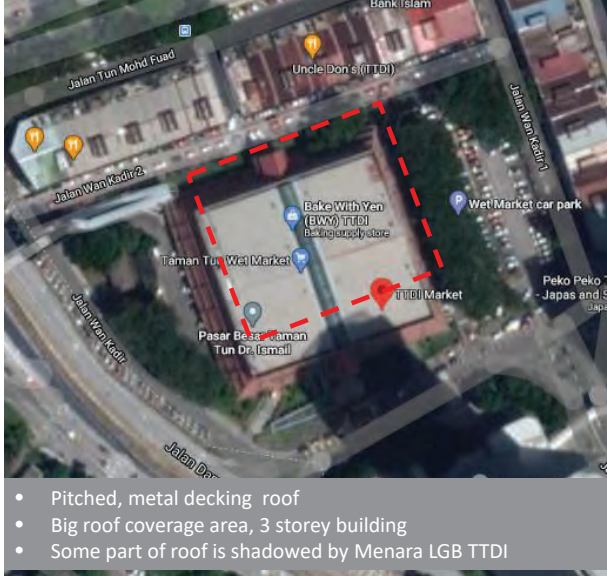 Bank Islam
Jalan Tun Mohd Fuad
Uncle Don's (TTDI)
Jalan Wan Kadir 1
Jalan Wan Kadir 2
Bake With Yen
(BWY) TTDI
Baking supply store
Wet Market car park
Taman Tun Wet Market
Peko Peko
- Japas and S
Japa
TTDI Market
Pasar Besar Taman
Tun Dr. Ismail
Jalan Wan Kadir
Jalan Da
• Pitched, metal decking roof
• Big roof coverage area, 3 storey building
• Some part of roof is shadowed by Menara LGB TTDI